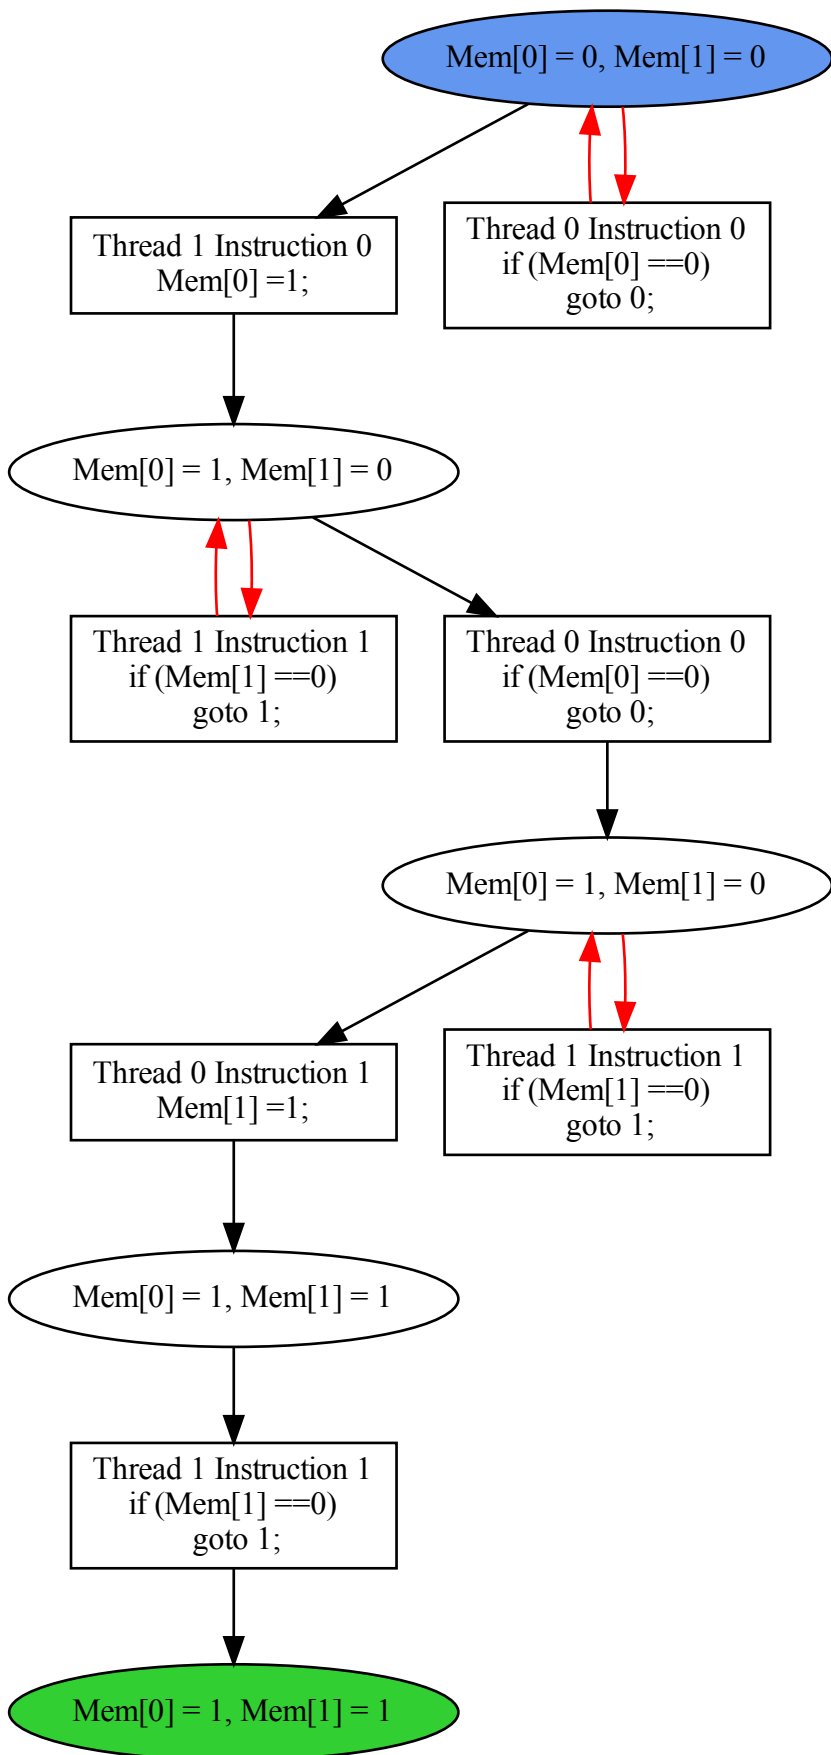 Mem[0] = 0, Mem[1] = 0
Thread 1 Instruction 0
Mem[0] =1;
Thread 0 Instruction 0
if (Mem[0] ==0)
goto 0;
Mem[0] = 1, Mem[1] = 0
Thread 1 Instruction 1
if (Mem[1] ==0)
goto 1;
Thread 0 Instruction 0
if (Mem[0] ==0)
goto 0;
Mem[0] = 1, Mem[1] = 0
Thread 0 Instruction 1
Mem[1] =1;
Thread 1 Instruction 1
if (Mem[1] ==0)
goto 1;
Mem[0] = 1, Mem[1] = 1
Thread 1 Instruction 1
if (Mem[1] ==0)
goto 1;
Mem[0] = 1, Mem[1] = 1